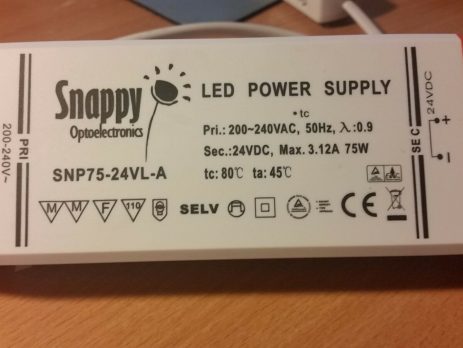 Snappy
Optoelectronics
LED POWER SUPPLY
•tc
Pri.: 200~240VAC, 50Hz, λ:0.9
Sec.:24VDC, Max. 3.12A 75W
SNP75-24VL-A
tc: 80℃ ta: 45℃
M M F 110 SELV CE
PRI
200-240V~
SEC
24VDC
+
−